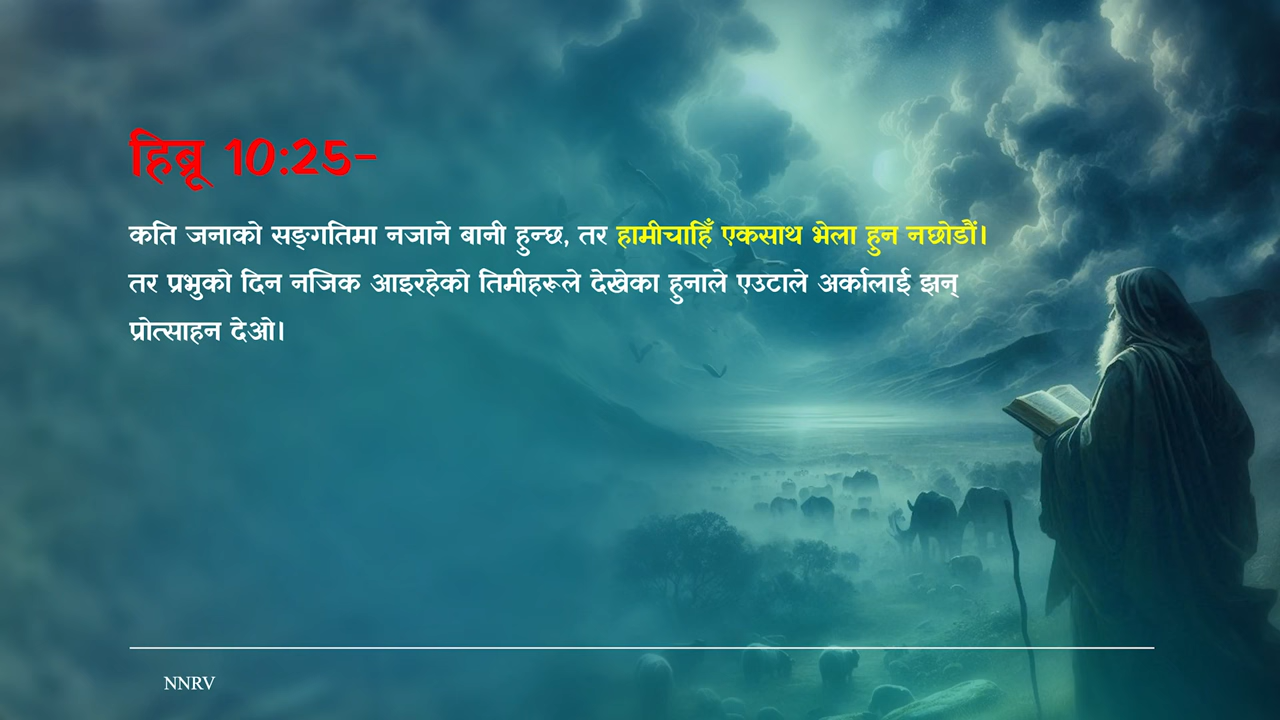 हिब्रू 10:25-
कति जनाको सङ्गतिमा नजाने बानी हुन्छ, तर हामीचाहिँ एकसाथ भेला हुन नछोडौं।
तर प्रभुको दिन नजिक आइरहेको तिमीहरूले देखेका हुनाले एउटाले अर्कालाई झन्
प्रोत्साहन देओ।
NNRV